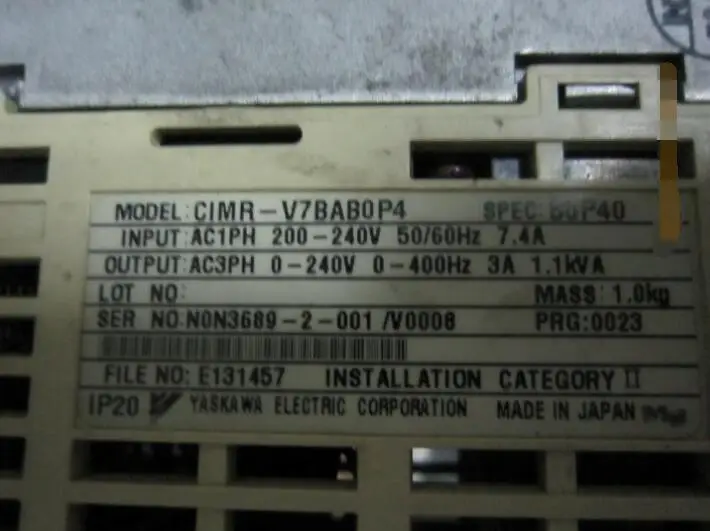 MODEL:CIMR-V7BAB0P4 SPEC:B0P40
INPUT:AC1PH 200-240V 50/60Hz 7.4A
OUTPUT:AC3PH 0-240V 0-400Hz 3A 1.1kVA
LOT NO:
MASS:1.0kg
SER NO:N0N3689-2-001/V0006 PRG:0023
FILE NO: E131457 INSTALLATION CATEGORY II
IP20 YASKAWA ELECTRIC CORPORATION MADE IN JAPAN